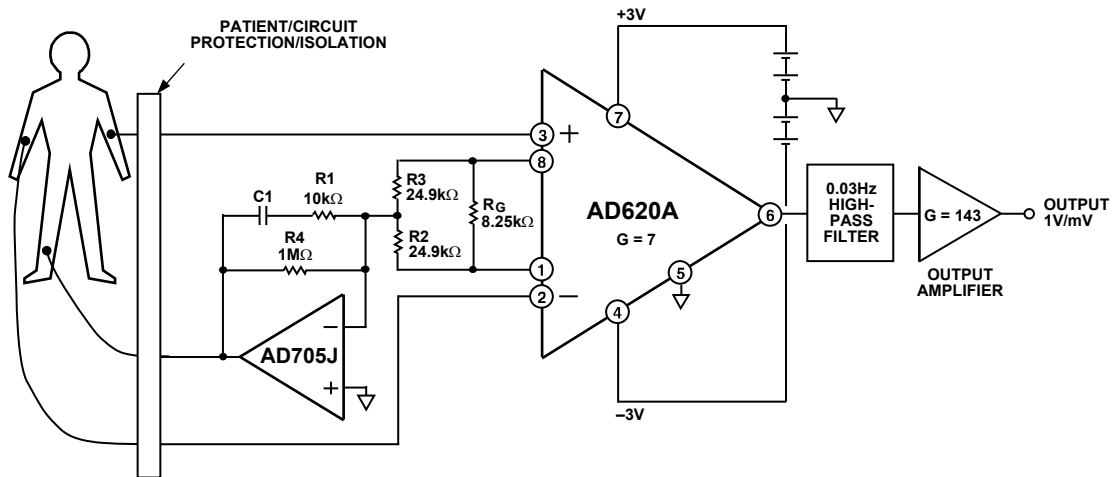 PATIENT/CIRCUIT
PROTECTION/ISOLATION
+3V
3
+
8
7
C1
R1
10kΩ
R3
24.9kΩ
RG
8.25kΩ
R4
1MΩ
R2
24.9kΩ
AD620A
G = 7
6
0.03Hz
HIGH-
PASS
FILTER
G = 143
OUTPUT
1V/mV
OUTPUT
AMPLIFIER
1
2
–
5
4
–
AD705J
+
–3V